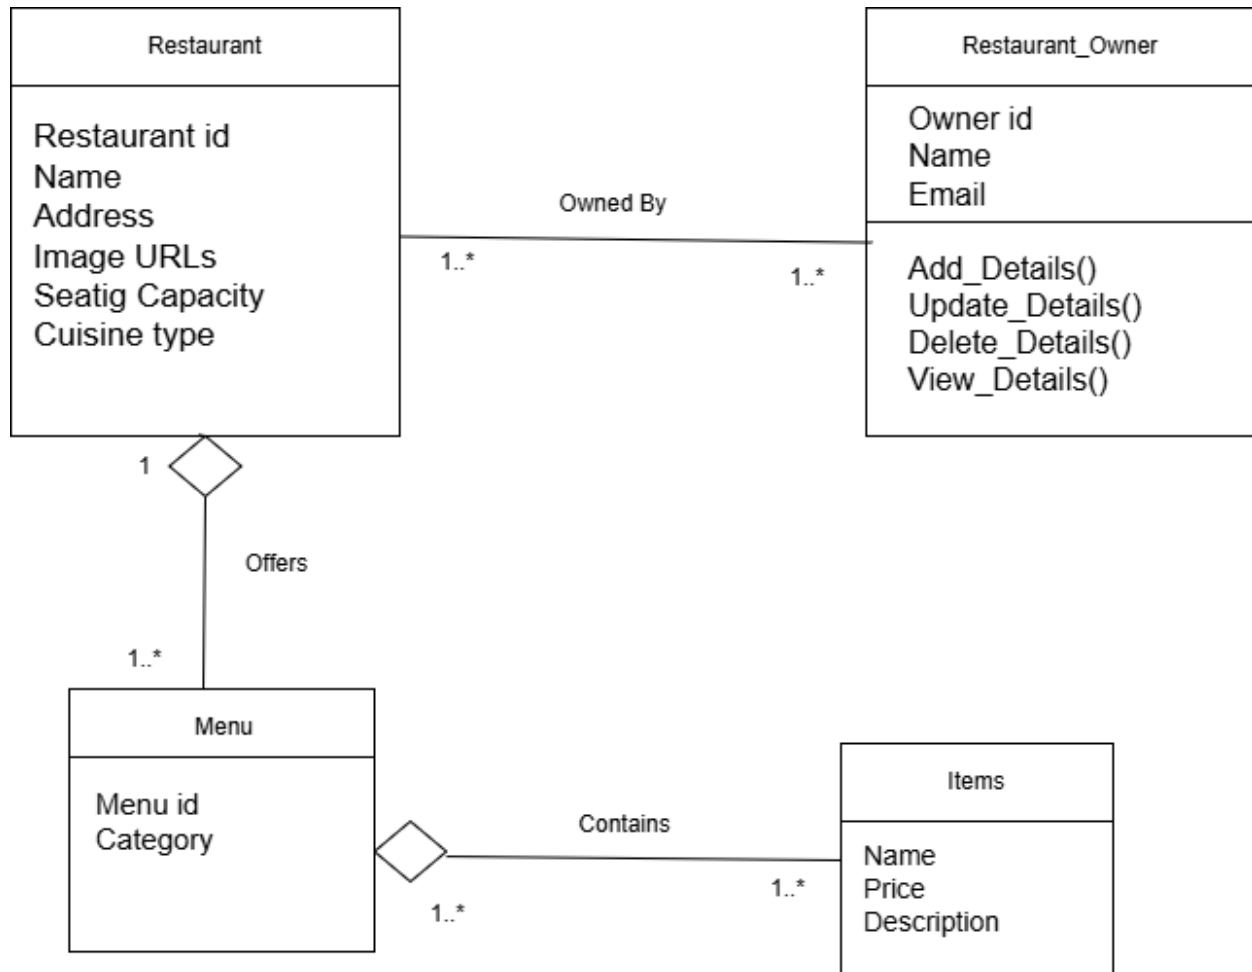 Restaurant
Restaurant id
Name
Address
Image URLs
Seatig Capacity
Cuisine type
Owned By
1..*
1..*
Restaurant_Owner
Owner id
Name
Email
Add_Details()
Update_Details()
Delete_Details()
View_Details()
1
Offers
1..*
Menu
Menu id
Category
Contains
1..*
1..*
Items
Name
Price
Description